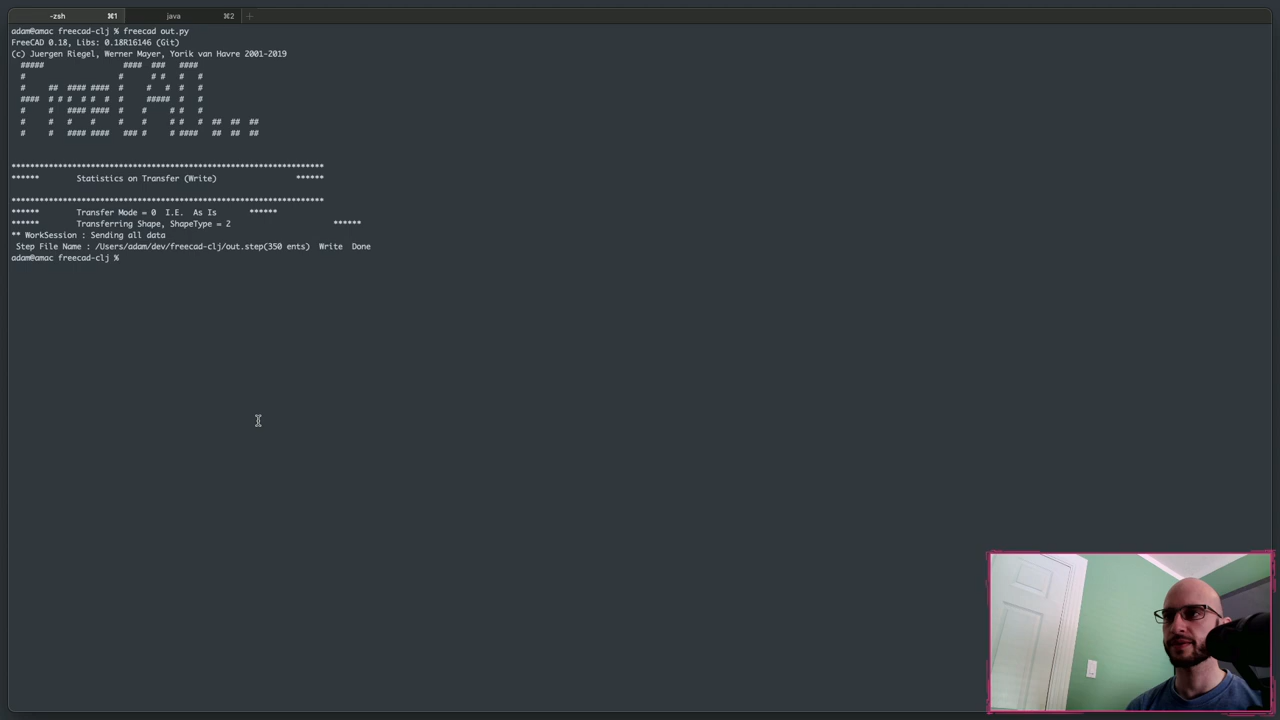 -zsh ⌘1 java ⌘2 +
adam@amac freecad-clj % freecad out.py
FreeCAD 0.18, Libs: 0.18R16146 (Git)
(c) Juergen Riegel, Werner Mayer, Yorik van Havre 2001-2019
  #####                 ####  ###   ####
  #                    #      # #   #   #
  #     ##  #### ####  #     #   #  #   #
  ####  # # #  # #  #  #     #####  #   #
  #     #   #### ####  #    #     # #   #
  #     #   #    #     #    #     # #   #  ##  ##  ##
  #     #   #### ####   ### #     # ####   ##  ##  ##
*******************************************************************
******        Statistics on Transfer (Write)                 ******
*******************************************************************
******        Transfer Mode = 0  I.E.  As Is       ******
******        Transferring Shape, ShapeType = 2                      ******
** WorkSession : Sending all data
 Step File Name : /Users/adam/dev/freecad-clj/out.step(350 ents)  Write  Done
adam@amac freecad-clj %